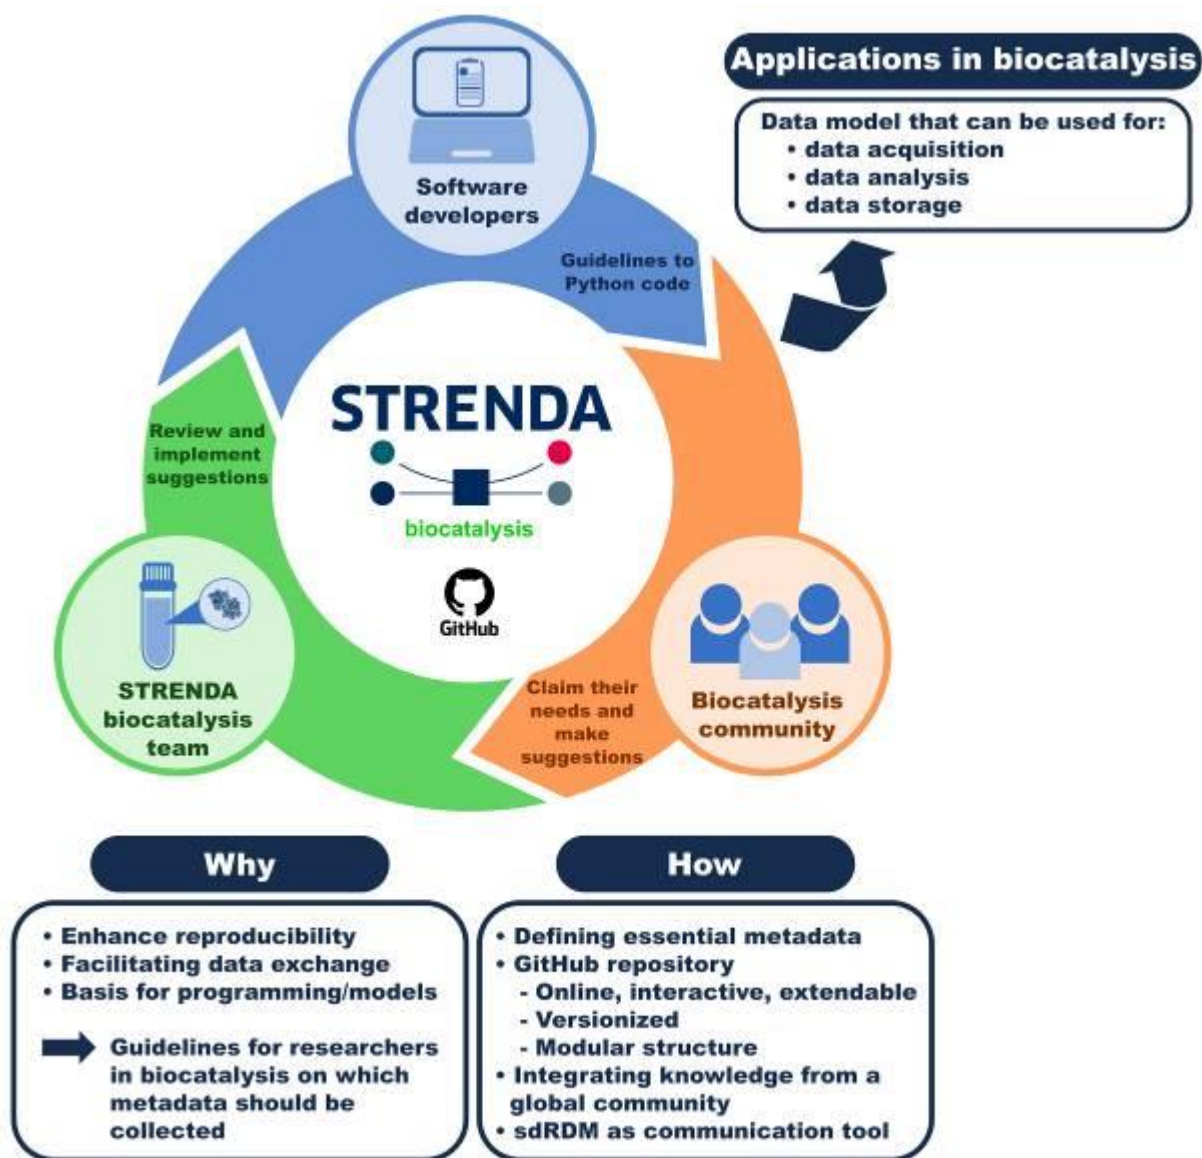 Applications in biocatalysis
Data model that can be used for:
• data acquisition
• data analysis
• data storage
Software
developers
Guidelines to
Python code
STRENDA
biocatalysis
GitHub
Review and
implement
suggestions
STRENDA
biocatalysis
team
Claim their
needs and
make
suggestions
Biocatalysis
community
Why
• Enhance reproducibility
• Facilitating data exchange
• Basis for programming/models
Guidelines for researchers
in biocatalysis on which
metadata should be
collected
How
• Defining essential metadata
• GitHub repository
- Online, interactive, extendable
- Versionized
- Modular structure
• Integrating knowledge from a
global community
• sdRDM as communication tool